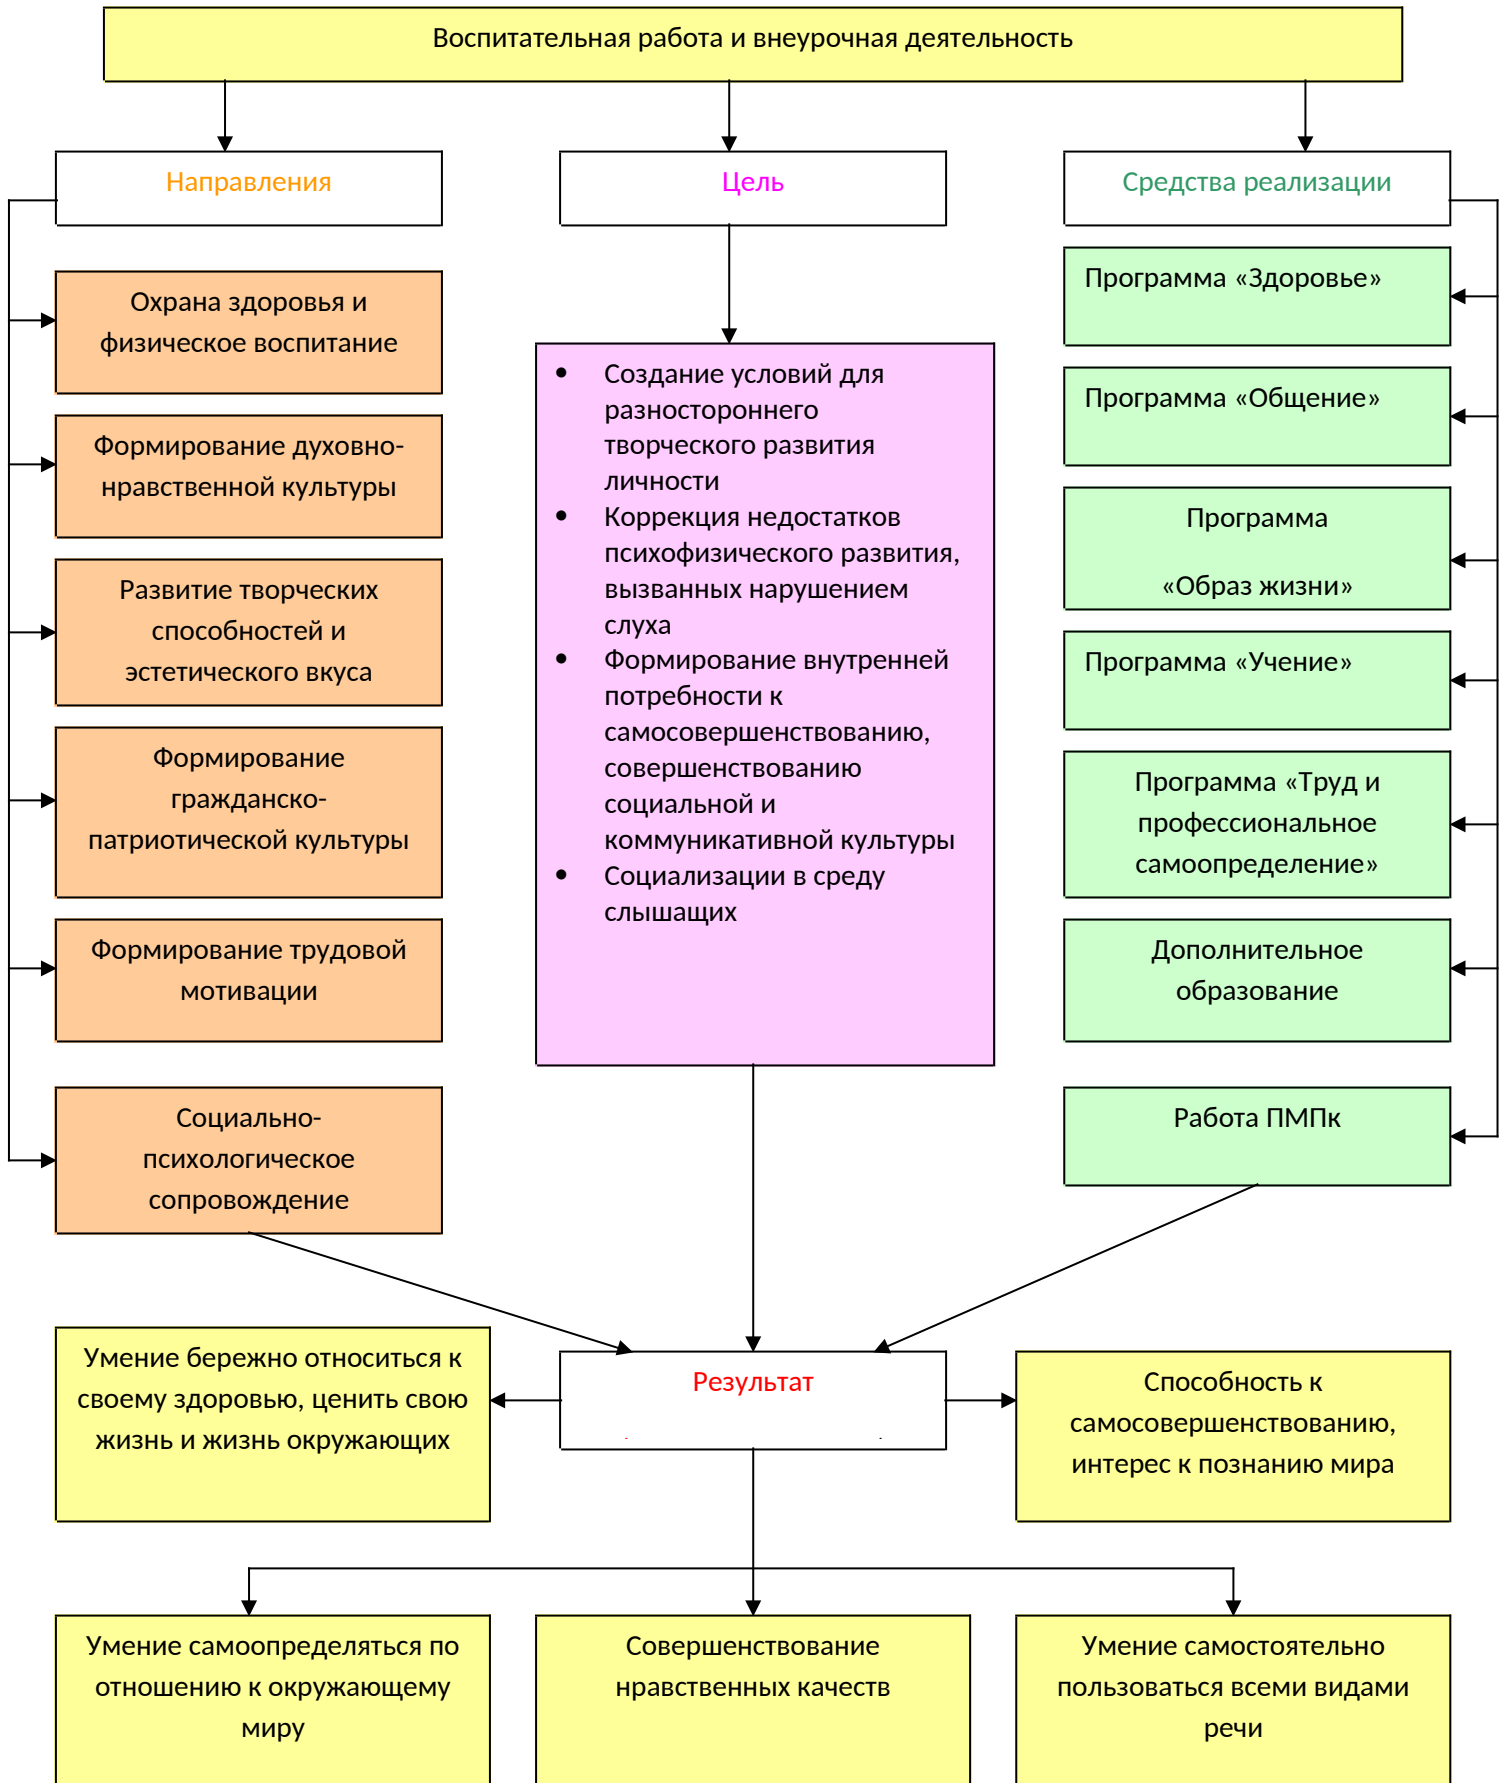 Воспитательная работа и внеурочная деятельность
Направления
Цель
Средства реализации
Охрана здоровья и
физическое воспитание
Формирование духовно-
нравственной культуры
Развитие творческих
способностей и
эстетического вкуса
Формирование
гражданско-
патриотической культуры
Формирование трудовой
мотивации
Социально-
психологическое
сопровождение
• Создание условий для
разностороннего
творческого развития
личности
• Коррекция недостатков
психофизического развития,
вызванных нарушением
слуха
• Формирование внутренней
потребности к
самосовершенствованию,
совершенствованию
социальной и
коммуникативной культуры
• Социализации в среду
слышащих
Программа «Здоровье»
Программа «Общение»
Программа
«Образ жизни»
Программа «Учение»
Программа «Труд и
профессиональное
самоопределение»
Дополнительное
образование
Работа ПМПк
Умение бережно относиться к
своему здоровью, ценить свою
жизнь и жизнь окружающих
Результат
Способность к
самосовершенствованию,
интерес к познанию мира
Умение самоопределяться по
отношению к окружающему
миру
Совершенствование
нравственных качеств
Умение самостоятельно
пользоваться всеми видами
речи